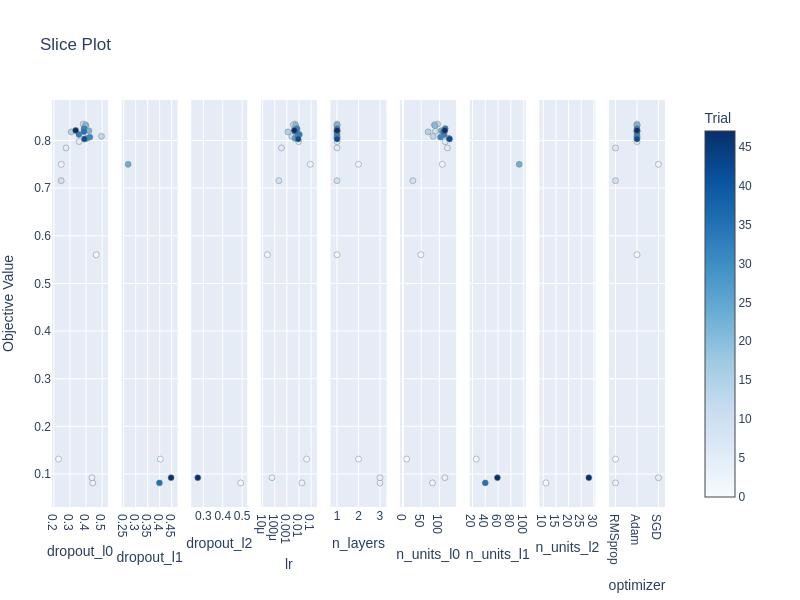 Slice Plot
Trial
Objective Value
0.8
0.7
0.6
0.5
0.4
0.3
0.2
0.1
45
40
35
30
25
20
15
10
5
0
0.2 0.3 0.4 0.5
0.25 0.3 0.35 0.4 0.45
0.3 0.4 0.5
10μ 100μ 0.001 0.01 0.1
1 2 3
0 50 100
20 40 60 80 100
10 15 20 25 30
RMSprop Adam SGD
dropout_l0 dropout_l1 dropout_l2 lr n_layers n_units_l0 n_units_l1 n_units_l2 optimizer